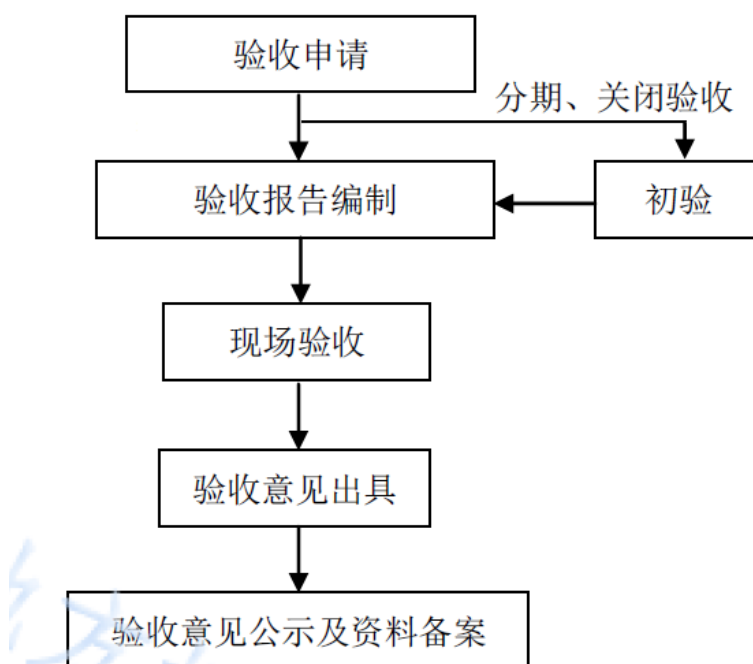 验收申请
分期、关闭验收
验收报告编制
初验
现场验收
验收意见出具
验收意见公示及资料备案